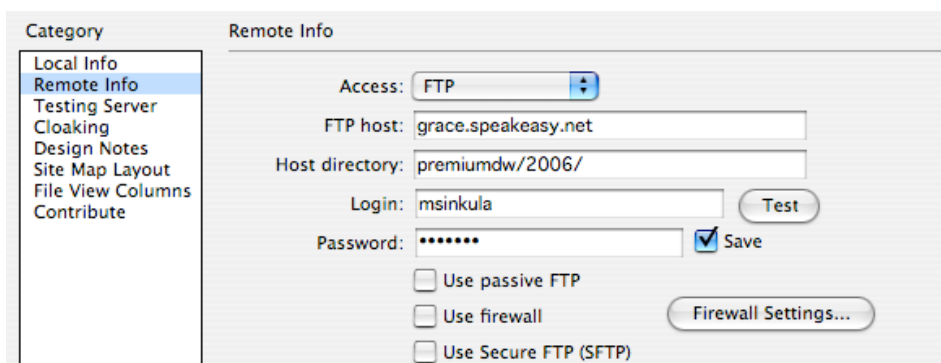 Category
Local Info
Remote Info
Testing Server
Cloaking
Design Notes
Site Map Layout
File View Columns
Contribute
Remote Info
Access: FTP
FTP host: grace.speakeasy.net
Host directory: premiumdw/2006/
Login: msinkula Test
Password: ••••••• Save
Use passive FTP
Use firewall Firewall Settings...
Use Secure FTP (SFTP)